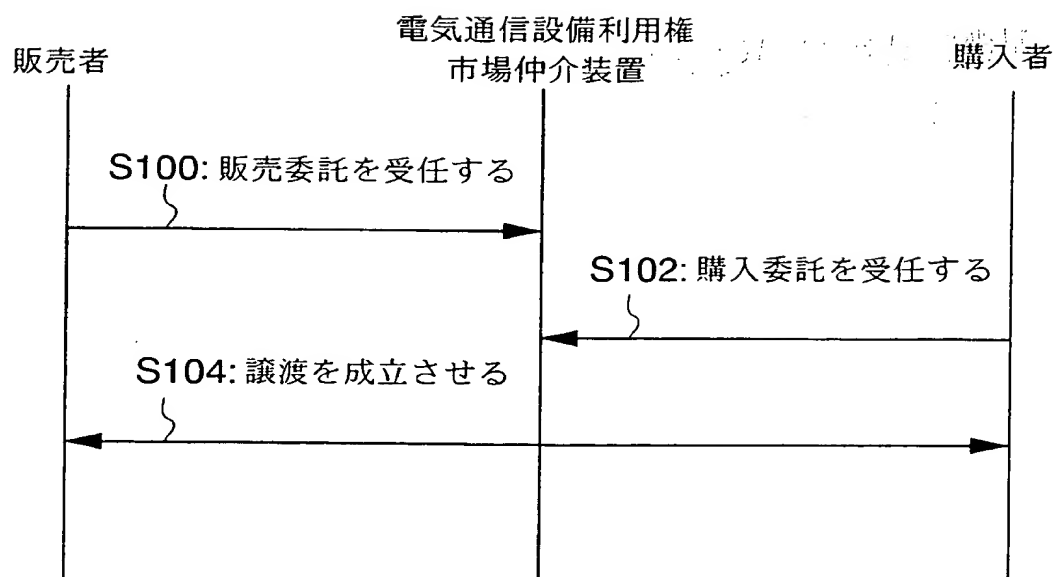 販売者
電気通信設備利用権
市場仲介装置
購入者
S100: 販売委託を受任する
S102: 購入委託を受任する
S104: 譲渡を成立させる